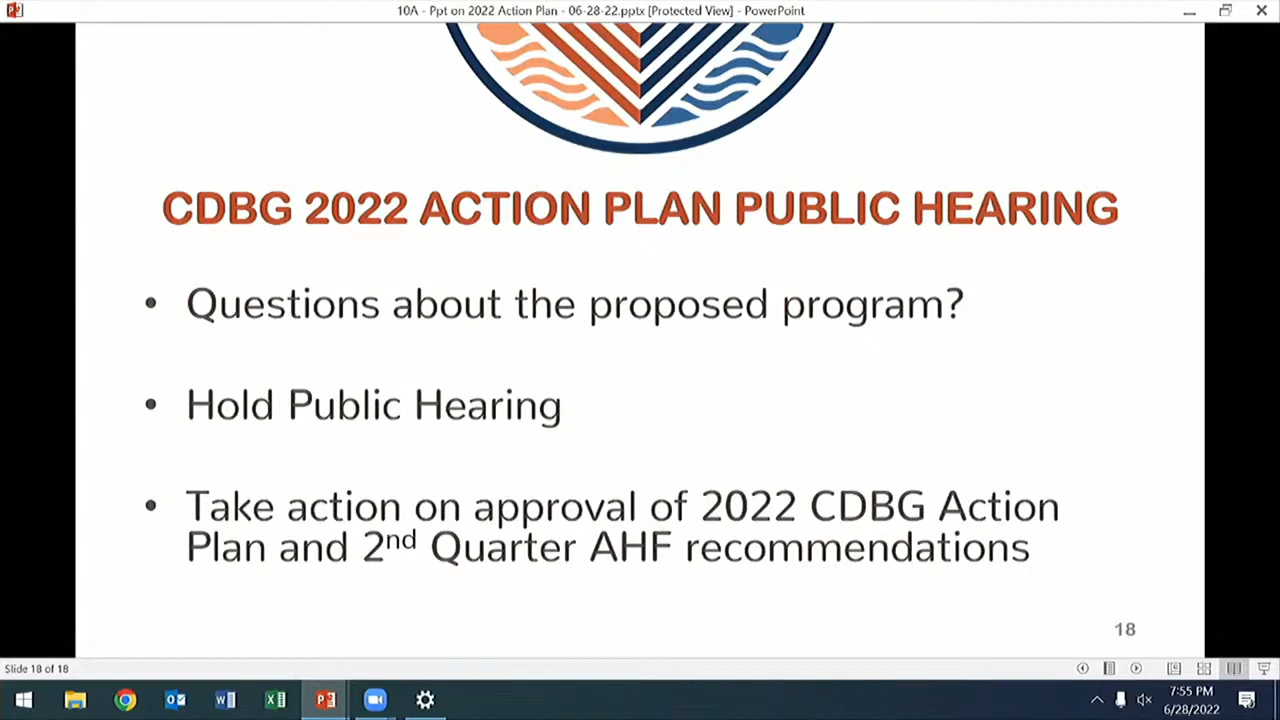 10A - Ppt on 2022 Action Plan - 06-28-22.pptx [Protected View] - PowerPoint
CDBG 2022 ACTION PLAN PUBLIC HEARING
• Questions about the proposed program?
• Hold Public Hearing
• Take action on approval of 2022 CDBG Action
Plan and 2nd Quarter AHF recommendations
18
Slide 18 of 18
7:55 PM
6/28/2022